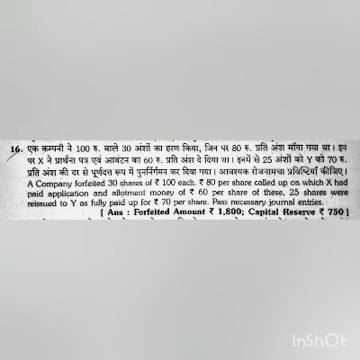 16. एक कम्पनी ने 100 रु. वाले 30 अंशों का हरण किया, जिन पर 80 रु. प्रति अंश माँगा गया था। इन
पर X ने प्रार्थना पत्र एवं आबंटन का 60 रु. प्रति अंश दे दिया था। इनमें से 25 अंशों को Y को 70 रु.
प्रति अंश की दर से पूर्णदत्त रूप में पुनर्निर्गमन कर दिया गया। आवश्यक रोजनामचा प्रविष्टियाँ कीजिए।
A Company forfeited 30 shares of ₹ 100 each. ₹ 80 per share called up on which X had
paid application and allotment money of ₹ 60 per share of these, 25 shares were
reissued to Y as fully paid up for ₹ 70 per share. Pass necessary journal entries.
[ Ans : Forfeited Amount ₹ 1,800; Capital Reserve ₹ 750 ]
InShOt